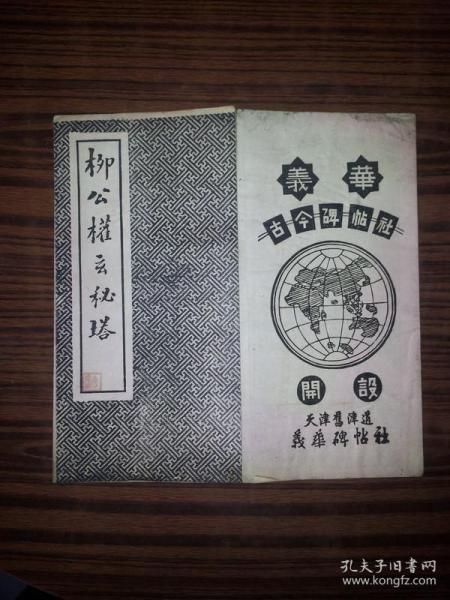 柳公權玄秘塔
義華
古今碑帖社
開設
天津舊津道
義華碑帖社
孔夫子旧书网
www.kongfz.com